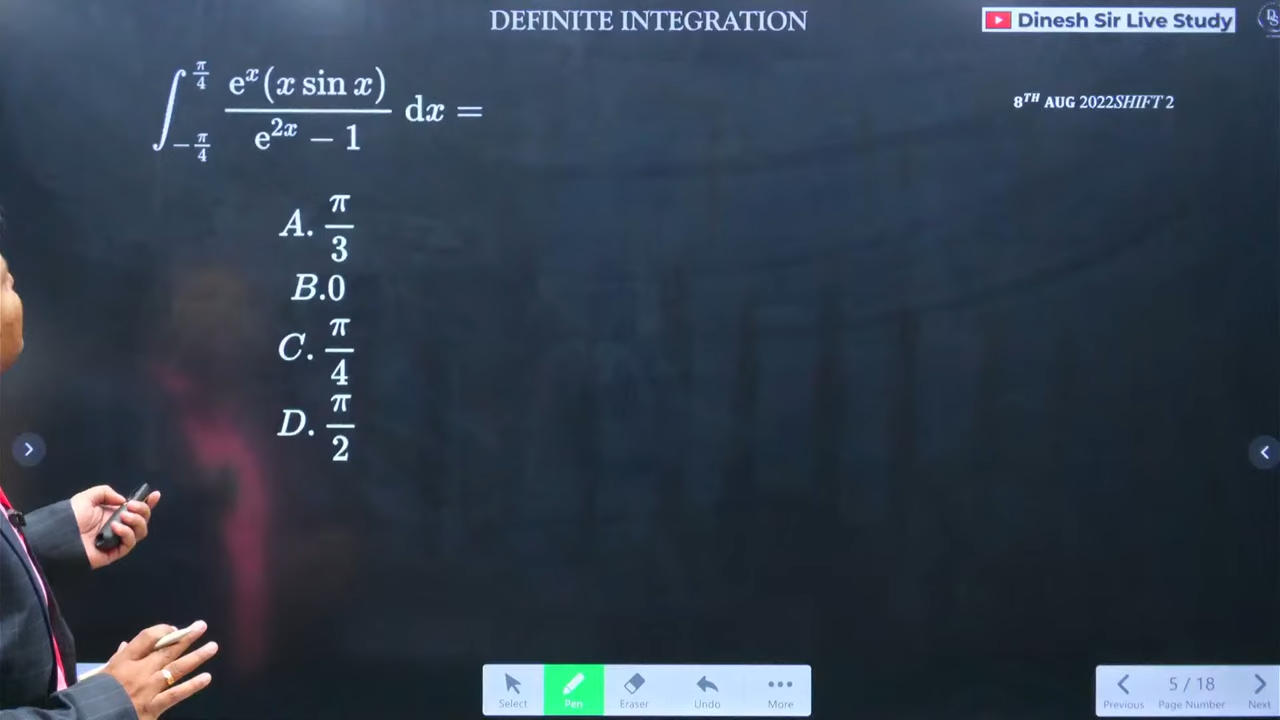 DEFINITE INTEGRATION
Dinesh Sir Live Study
8TH AUG 2022SHIFT 2
∫_{-π/4}^{π/4} e^x(x sin x)/(e^{2x} − 1) dx =
A. π/3
B.0
C. π/4
D. π/2
Select
Pen
Eraser
Undo
More
Previous
5 / 18
Page Number
Next